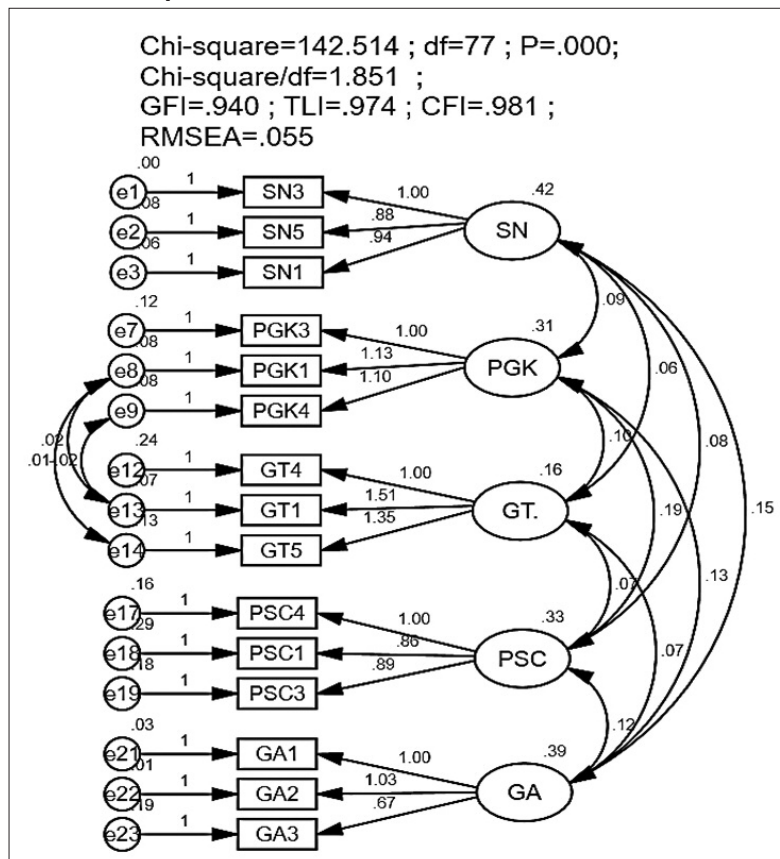 Chi-square=142.514 ; df=77 ; P=.000;
Chi-square/df=1.851 ;
GFI=.940 ; TLI=.974 ; CFI=.981 ;
RMSEA=.055
.00
e1 1 SN3 1.00 .42
.08
e2 1 SN5 .88 SN
.06
e3 1 SN1 .94
.09
.12
e7 1 PGK3 1.00 .31
.08
e8 1 PGK1 1.13 PGK
.08
e9 1 PGK4 1.10
.06
.02 .10 .08
.01 -.02
.24
e12 1 GT4 1.00 .16
.07
e13 1 GT1 1.51 GT.
.13
e14 1 GT5 1.35
.19 .15
.07 .13
.16
e17 1 PSC4 1.00 .33
.29
e18 1 PSC1 .86 PSC
.18
e19 1 PSC3 .89
.07
.12
.03
e21 1 GA1 1.00 .39
.01
e22 1 GA2 1.03 GA
.19
e23 1 GA3 .67